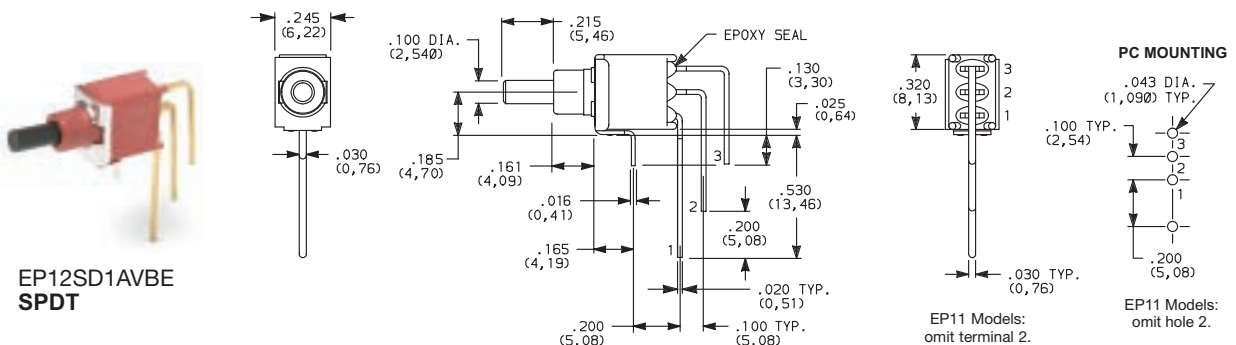 .245
(6,22)
.030
(0,76)
EP12SD1AVBE
SPDT
.215
(5,46)
.100 DIA.
(2,54Ø)
EPOXY SEAL
.130
(3,30)
.025
(0,64)
.185
(4,70)
.161
(4,09)
3
.016
(0,41)
.530
(13,46)
2
.200
(5,08)
.165
(4,19)
1
.020 TYP.
(0,51)
.200
(5,08)
.100 TYP.
(5,08)
.320
(8,13)
3
2
1
.030 TYP.
(0,76)
EP11 Models:
omit terminal 2.
PC MOUNTING
.043 DIA.
(1,09Ø) TYP.
.100 TYP.
(2,54)
3
2
1
.200
(5,08)
EP11 Models:
omit hole 2.